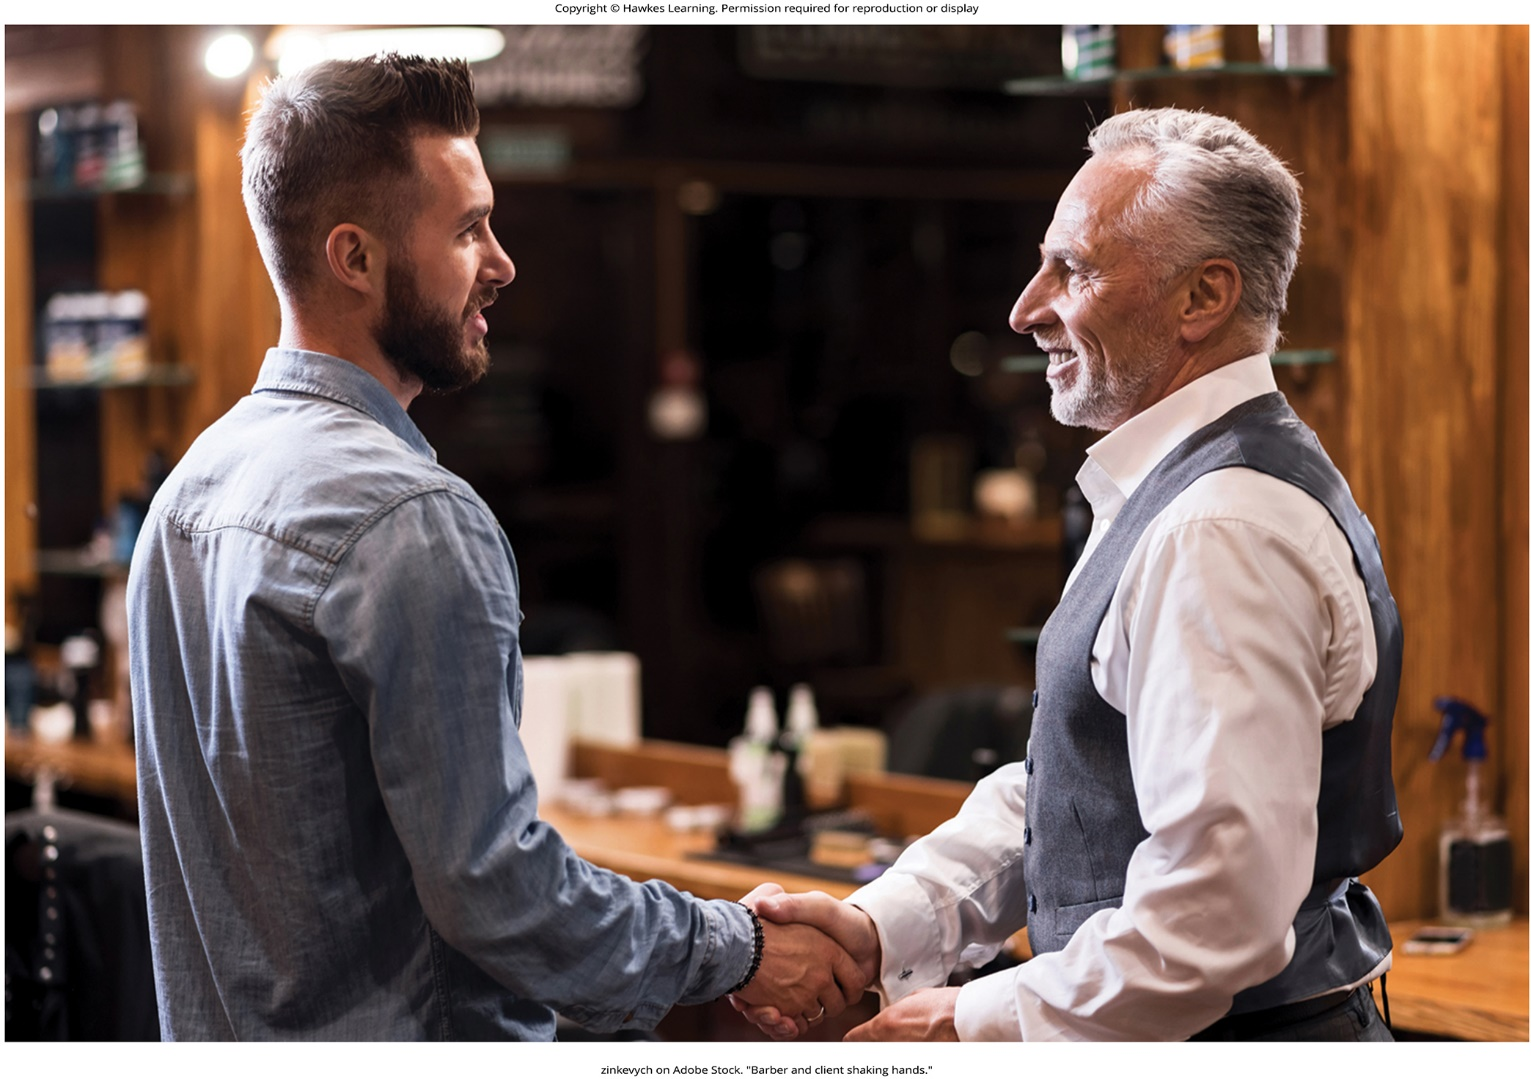 Copyright © Hawkes Learning. Permission required for reproduction or display
zinkevych on Adobe Stock. "Barber and client shaking hands."